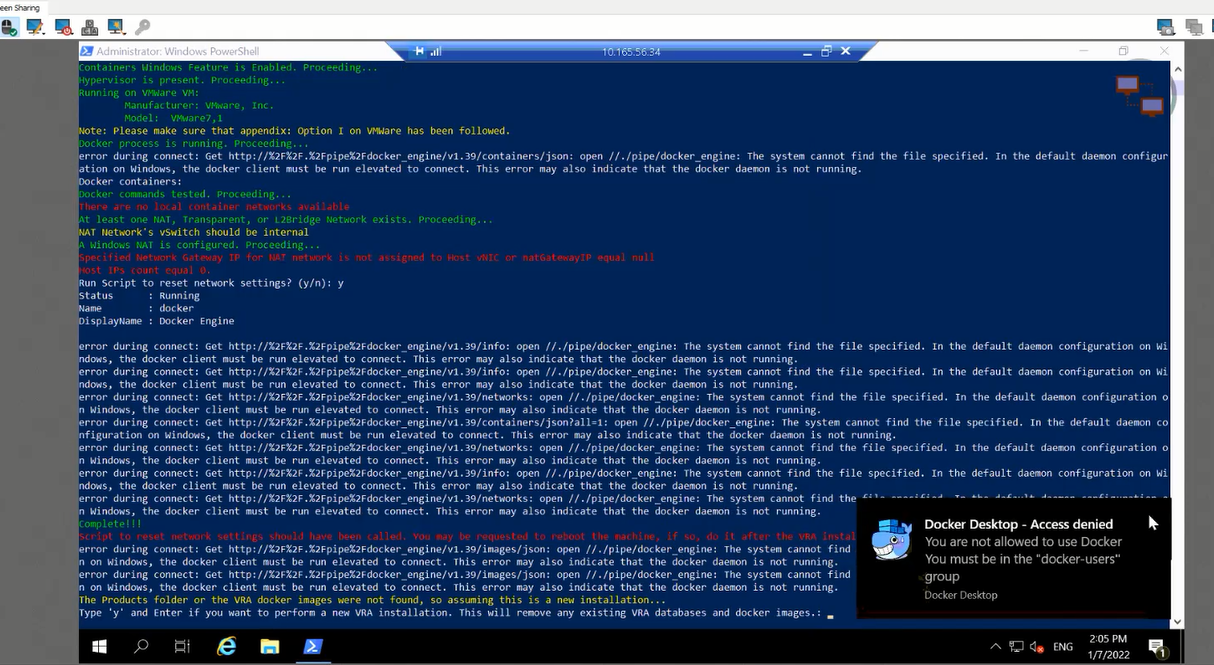 een Sharing
Administrator: Windows PowerShell
10.165.56.34
Containers Windows Feature is Enabled. Proceeding...
Hypervisor is present. Proceeding...
Running on VMWare VM:
Manufacturer: VMware, Inc.
Model: VMware7,1
Note: Please make sure that appendix: Option I on VMWare has been followed.
Docker process is running. Proceeding...
error during connect: Get http://%2F%2F.%2Fpipe%2Fdocker_engine/v1.39/containers/json: open //./pipe/docker_engine: The system cannot find the file specified. In the default daemon configur
ation on Windows, the docker client must be run elevated to connect. This error may also indicate that the docker daemon is not running.
Docker containers:
Docker commands tested. Proceeding...
There are no local container networks available
At least one NAT, Transparent, or L2Bridge Network exists. Proceeding...
NAT Network's vSwitch should be internal
A Windows NAT is configured. Proceeding...
Specified Network Gateway IP for NAT network is not assigned to Host vNIC or natGatewayIP equal null
Host IPs count equal 0.
Run Script to reset network settings? (y/n): y
Status : Running
Name : docker
DisplayName : Docker Engine
error during connect: Get http://%2F%2F.%2Fpipe%2Fdocker_engine/v1.39/info: open //./pipe/docker_engine: The system cannot find the file specified. In the default daemon configuration on Wi
ndows, the docker client must be run elevated to connect. This error may also indicate that the docker daemon is not running.
error during connect: Get http://%2F%2F.%2Fpipe%2Fdocker_engine/v1.39/info: open //./pipe/docker_engine: The system cannot find the file specified. In the default daemon configuration on Wi
ndows, the docker client must be run elevated to connect. This error may also indicate that the docker daemon is not running.
error during connect: Get http://%2F%2F.%2Fpipe%2Fdocker_engine/v1.39/networks: open //./pipe/docker_engine: The system cannot find the file specified. In the default daemon configuration o
n Windows, the docker client must be run elevated to connect. This error may also indicate that the docker daemon is not running.
error during connect: Get http://%2F%2F.%2Fpipe%2Fdocker_engine/v1.39/containers/json?all=1: open //./pipe/docker_engine: The system cannot find the file specified. In the default daemon co
nfiguration on Windows, the docker client must be run elevated to connect. This error may also indicate that the docker daemon is not running.
error during connect: Get http://%2F%2F.%2Fpipe%2Fdocker_engine/v1.39/networks: open //./pipe/docker_engine: The system cannot find the file specified. In the default daemon configuration o
n Windows, the docker client must be run elevated to connect. This error may also indicate that the docker daemon is not running.
error during connect: Get http://%2F%2F.%2Fpipe%2Fdocker_engine/v1.39/info: open //./pipe/docker_engine: The system cannot find the file specified. In the default daemon configuration on Wi
ndows, the docker client must be run elevated to connect. This error may also indicate that the docker daemon is not running.
error during connect: Get http://%2F%2F.%2Fpipe%2Fdocker_engine/v1.39/networks: open //./pipe/docker_engine: The system cannot find the file specified. In the default daemon configuration o
n Windows, the docker client must be run elevated to connect. This error may also indicate that the d
Complete!!!
Script to reset network settings should have been called. You may be requested to reboot the machine, if so, do it after the VRA instal
error during connect: Get http://%2F%2F.%2Fpipe%2Fdocker_engine/v1.39/images/json: open //./pipe/docker_engine: The system cannot find
n Windows, the docker client must be run elevated to connect. This error may also indicate that the docker daemon is not running.
error during connect: Get http://%2F%2F.%2Fpipe%2Fdocker_engine/v1.39/images/json: open //./pipe/docker_engine: The system cannot find
n Windows, the docker client must be run elevated to connect. This error may also indicate that the docker daemon is not running.
The Products folder or the VRA docker images were not found, so assuming this is a new installation...
Type 'y' and Enter if you want to perform a new VRA installation. This will remove any existing VRA databases and docker images.:
Docker Desktop - Access denied
You are not allowed to use Docker
You must be in the "docker-users"
group
Docker Desktop
ENG
2:05 PM
1/7/2022
1